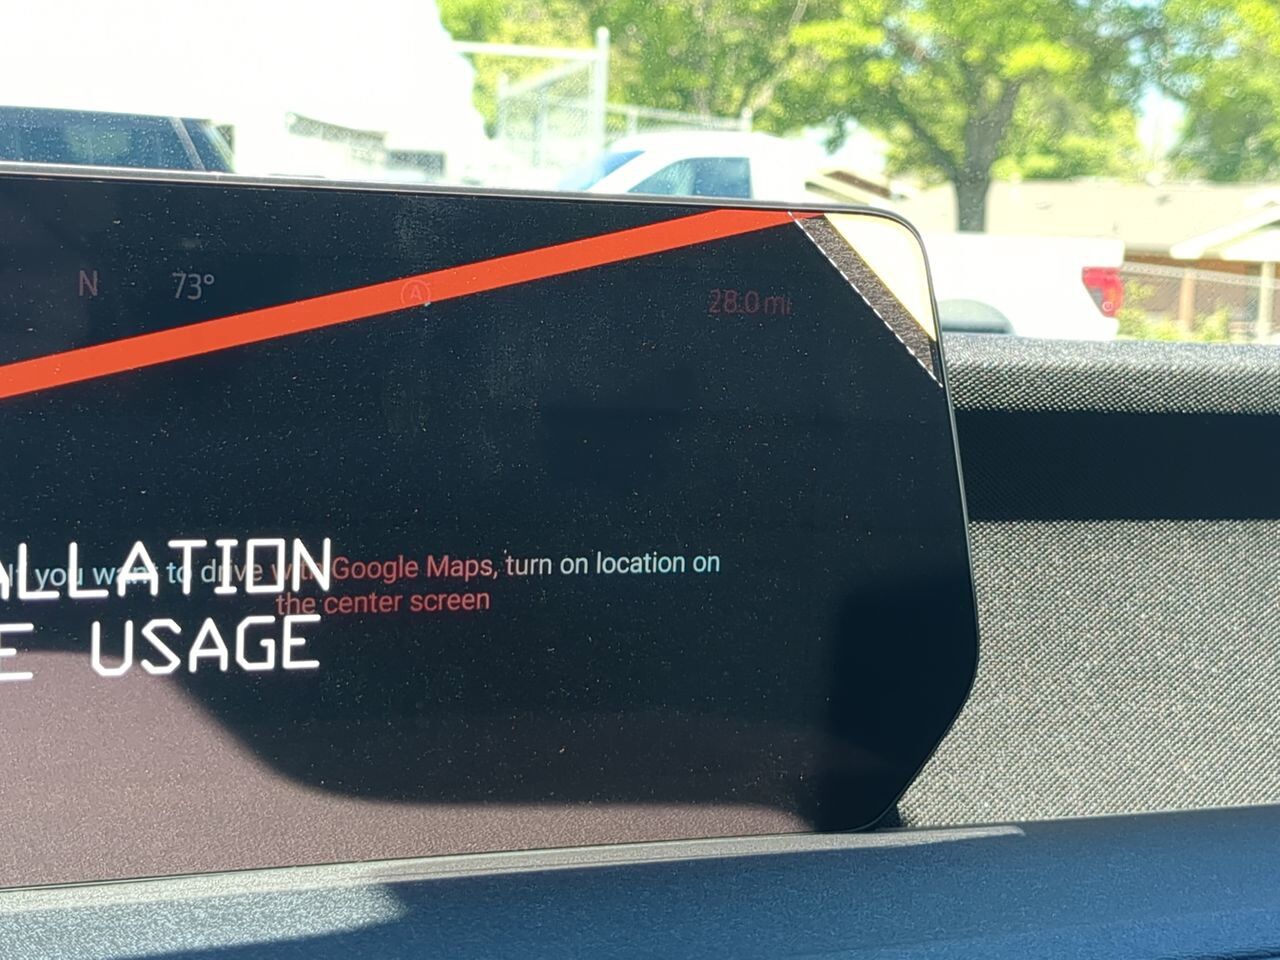 N 73° A 28.0 mi
ALLATION
If you want to drive with Google Maps, turn on location on
the center screen
E USAGE